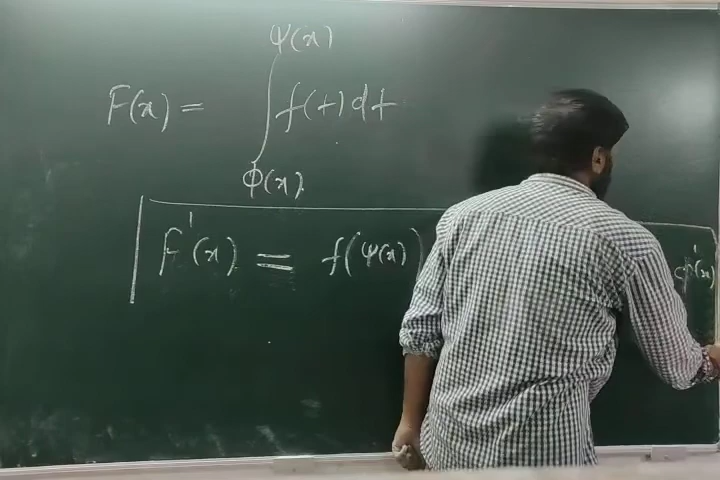 ψ(x)
F(x) = ∫ f(t) dt
Φ(x)
F'(x) = f(ψ(x)) φ'(x)